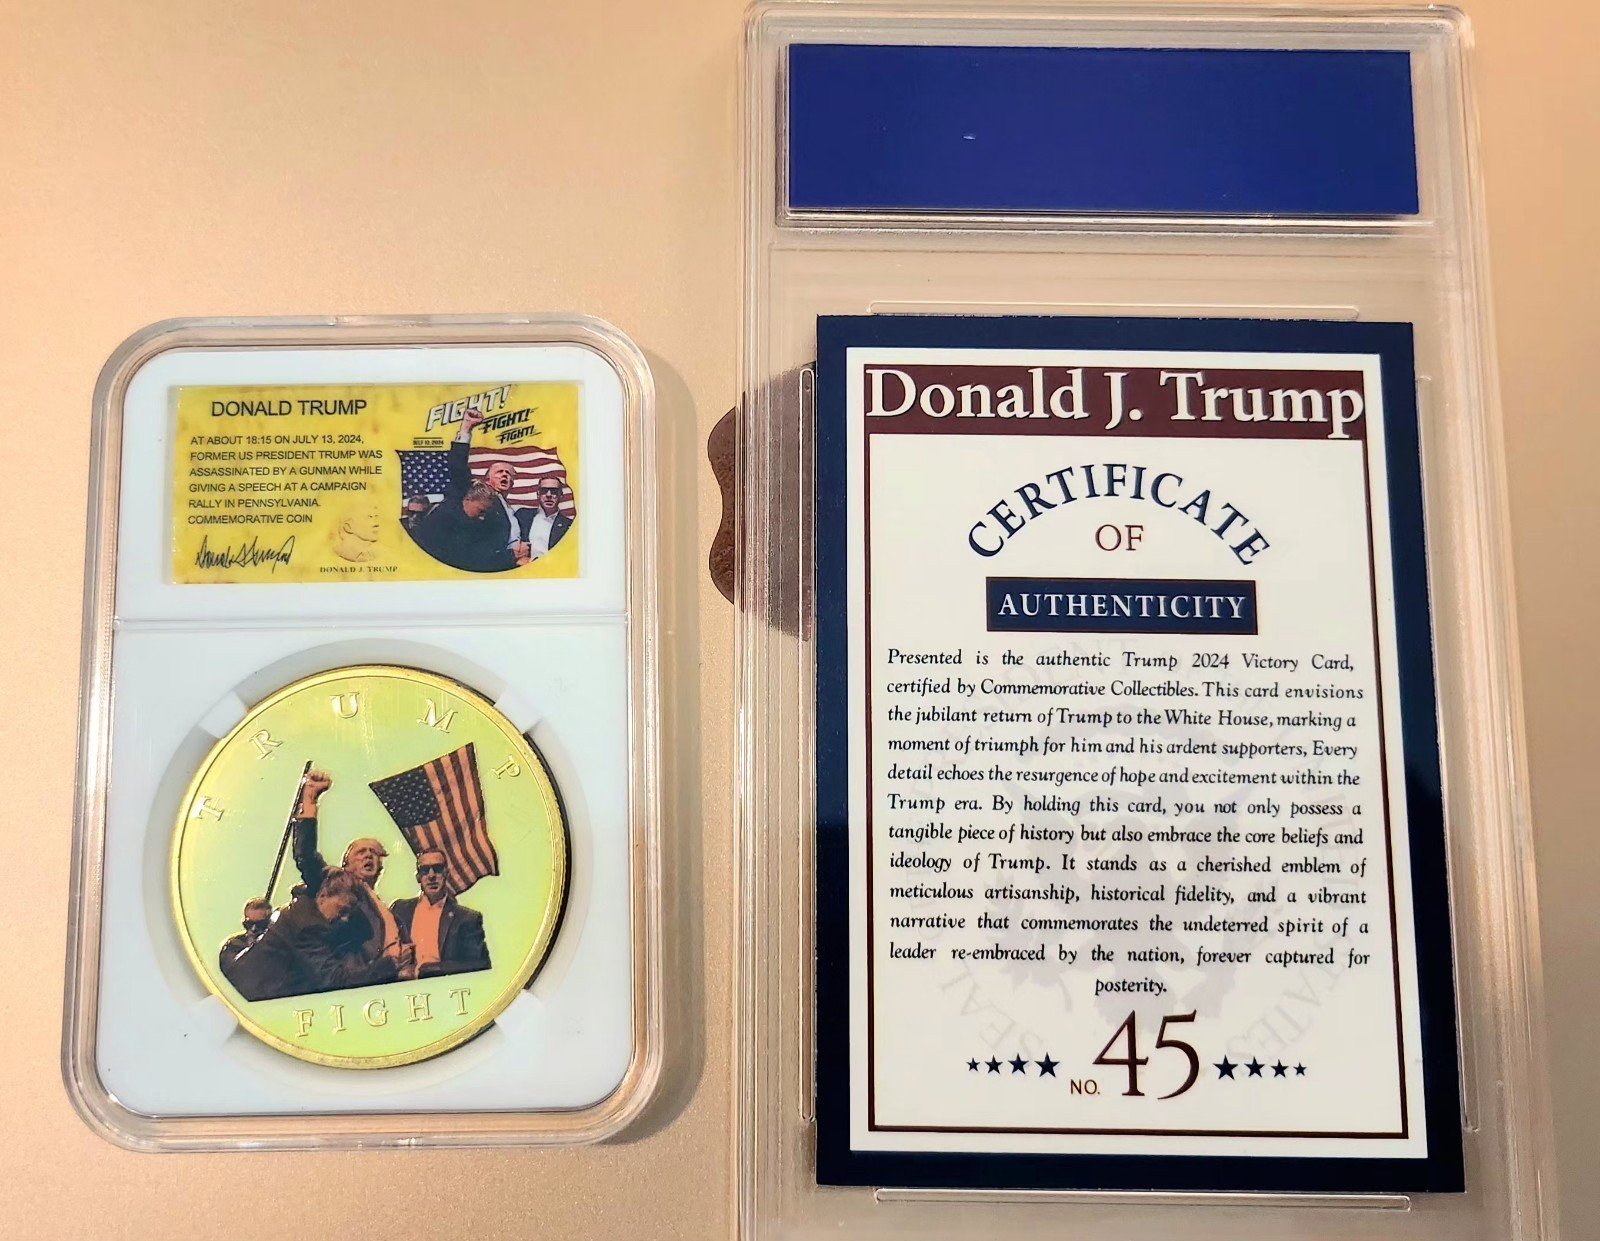 DONALD TRUMP
AT ABOUT 18:15 ON JULY 13, 2024,
FORMER US PRESIDENT TRUMP WAS
ASSASSINATED BY A GUNMAN WHILE
GIVING A SPEECH AT A CAMPAIGN
RALLY IN PENNSYLVANIA.
COMMEMORATIVE COIN
DONALD J. TRUMP
FIGHT!
FIGHT!
FIGHT!
JULY 13, 2024
TRUMP
FIGHT
Donald J. Trump
CERTIFICATE
OF
AUTHENTICITY
Presented is the authentic Trump 2024 Victory Card,
certified by Commemorative Collectibles. This card envisions
the jubilant return of Trump to the White House, marking a
moment of triumph for him and his ardent supporters, Every
detail echoes the resurgence of hope and excitement within the
Trump era. By holding this card, you not only possess a
tangible piece of history but also embrace the core beliefs and
ideology of Trump. It stands as a cherished emblem of
meticulous artisanship, historical fidelity, and a vibrant
narrative that commemorates the undeterred spirit of a
leader re-embraced by the nation, forever captured for
posterity.
NO. 45